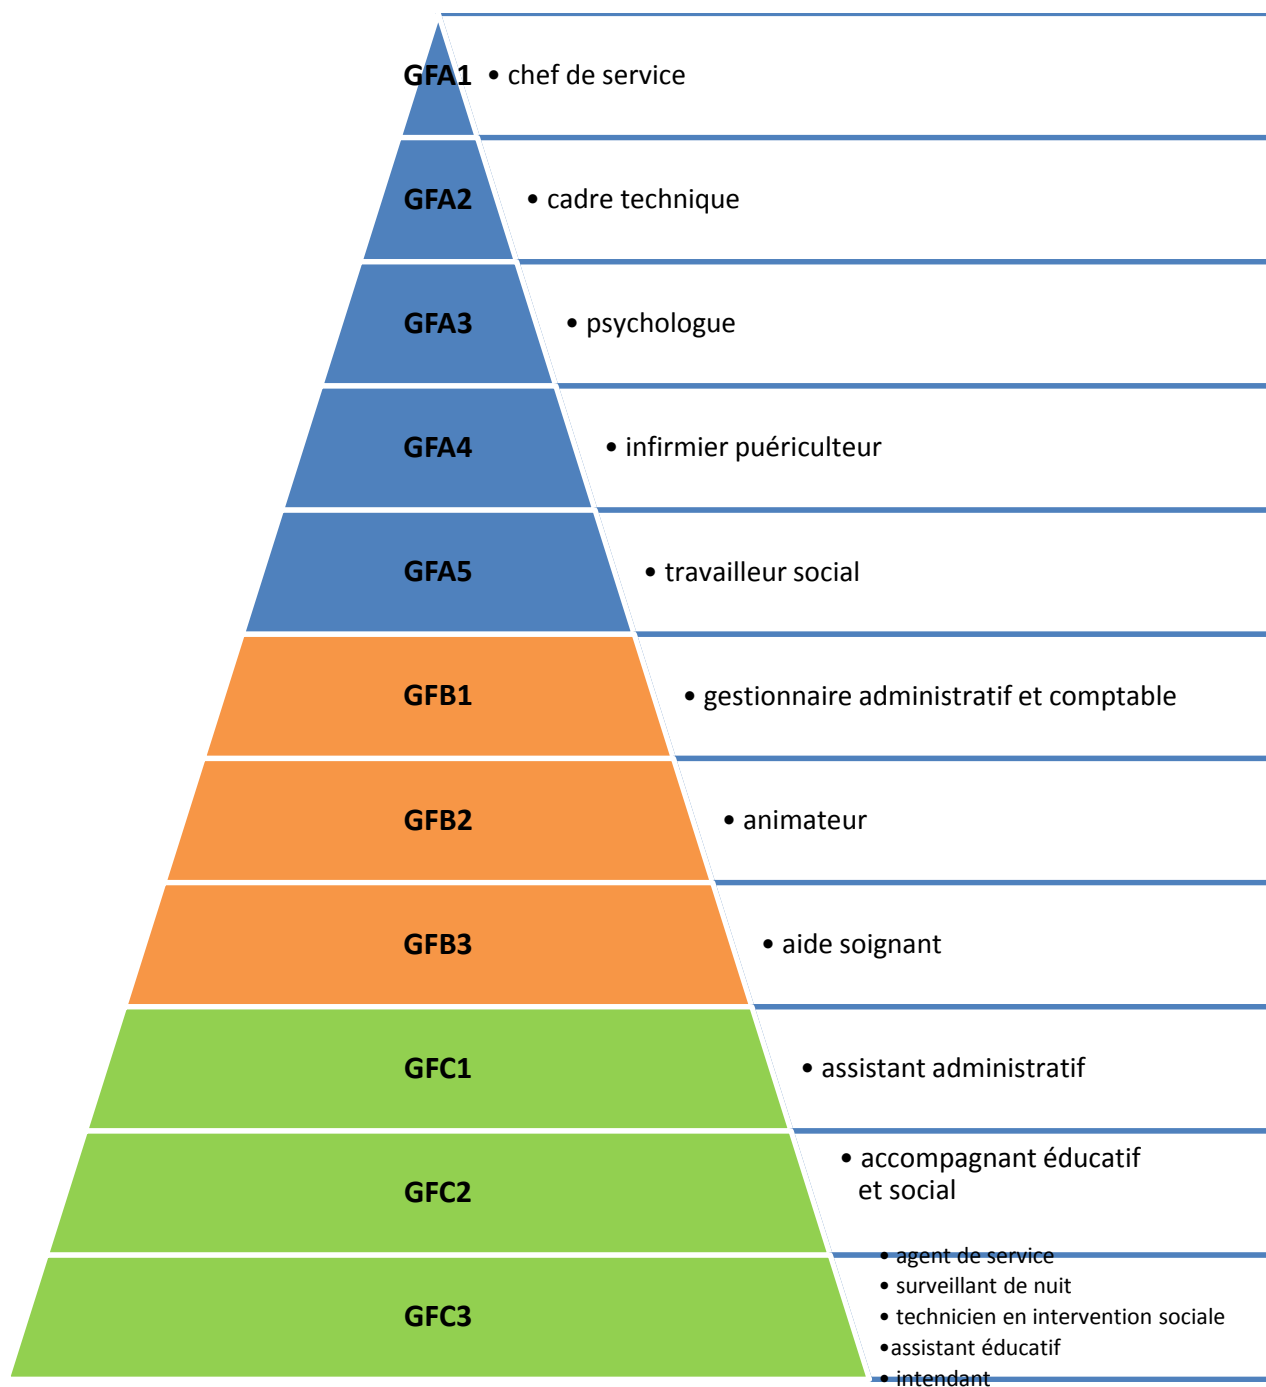 GFA1 • chef de service
GFA2 • cadre technique
GFA3 • psychologue
GFA4 • infirmier puériculteur
GFA5 • travailleur social
GFB1 • gestionnaire administratif et comptable
GFB2 • animateur
GFB3 • aide soignant
GFC1 • assistant administratif
GFC2 • accompagnant éducatif
et social
GFC3
• agent de service
• surveillant de nuit
• technicien en intervention sociale
•assistant éducatif
• intendant